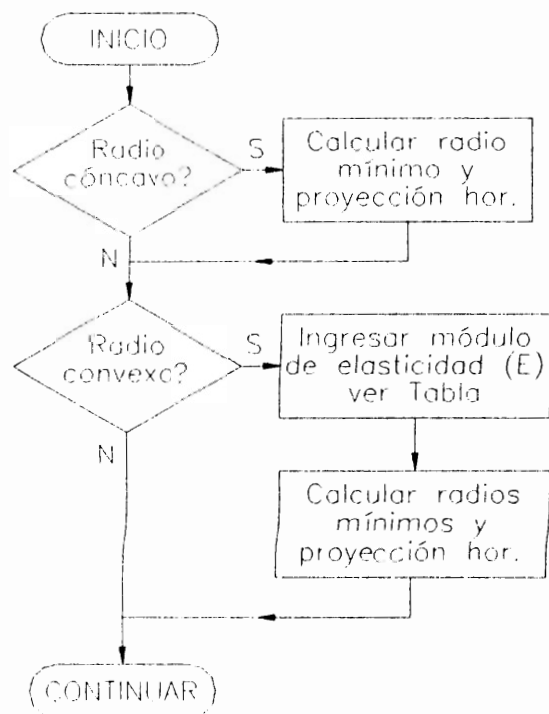 INICIO
Radio
cóncavo?
S
Calcular radio
mínimo y
proyección hor.
N
Radio
convexo?
S
Ingresar módulo
de elasticidad (E)
ver Tabla
N
Calcular radios
mínimos y
proyección hor.
CONTINUAR